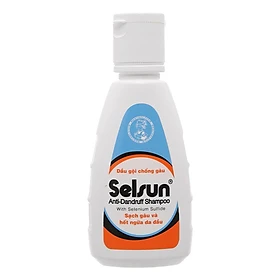 Dầu gội chống gàu
Selsun®
Anti-Dandruff Shampoo
With Selenium Sulfide
Sạch gàu và
hết ngứa da đầu